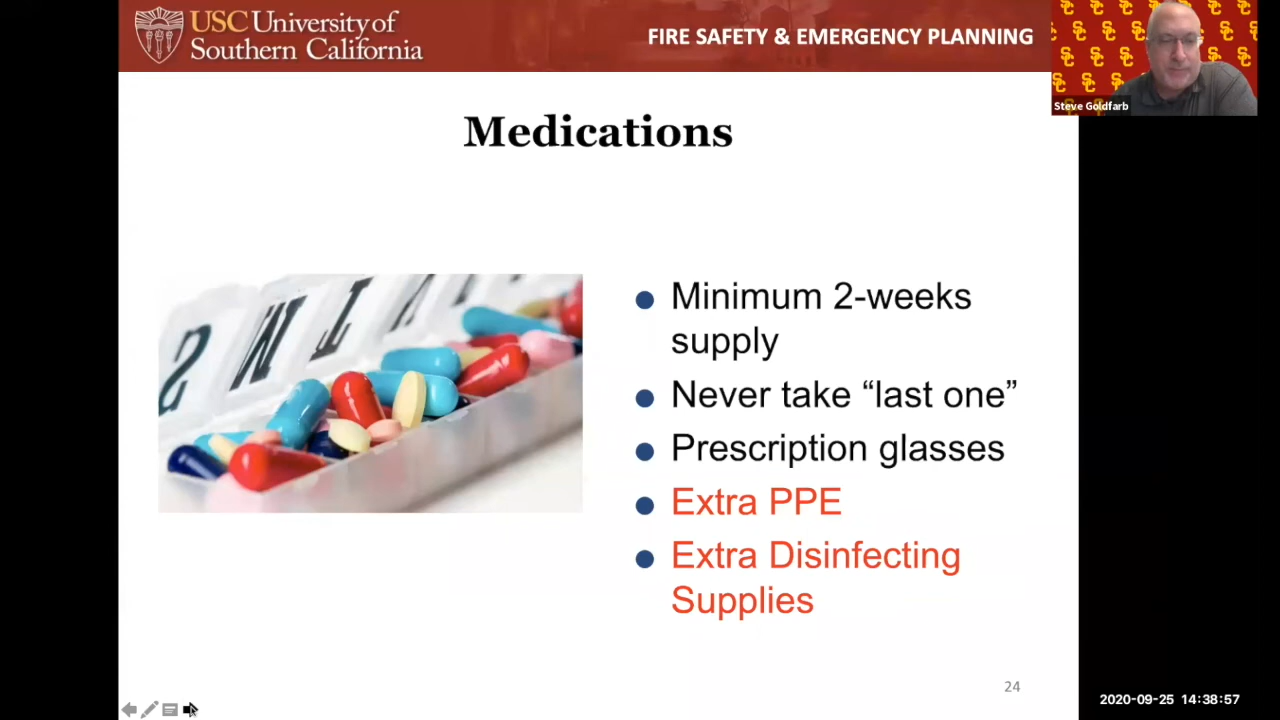 USC University of
Southern California
FIRE SAFETY & EMERGENCY PLANNING
Steve Goldfarb
Medications
S
M
T
Minimum 2-weeks
supply
Never take “last one”
Prescription glasses
Extra PPE
Extra Disinfecting
Supplies
24
2020-09-25 14:38:57